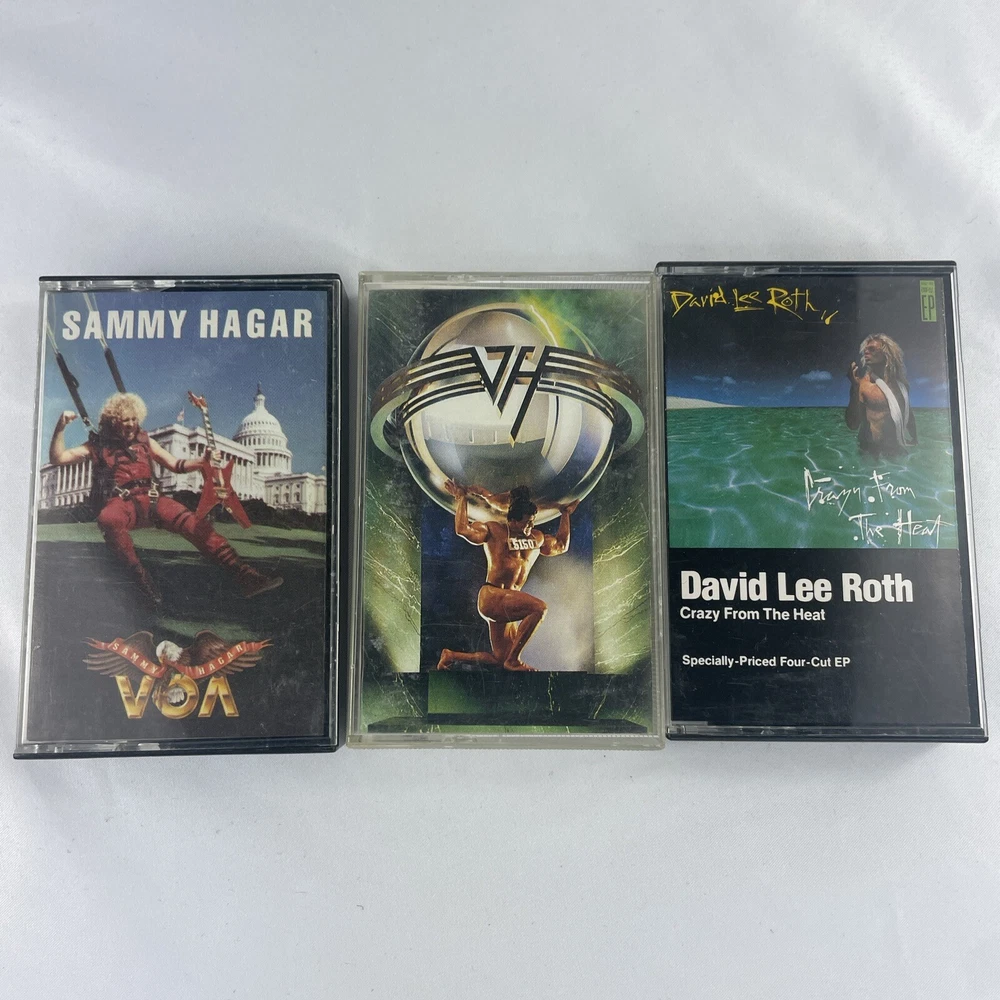 SAMMY HAGAR
SAMMY HAGAR
VOA
VH
5150
David Lee Roth
EP
Crazy From
The Heat
David Lee Roth
Crazy From The Heat
Specially-Priced Four-Cut EP